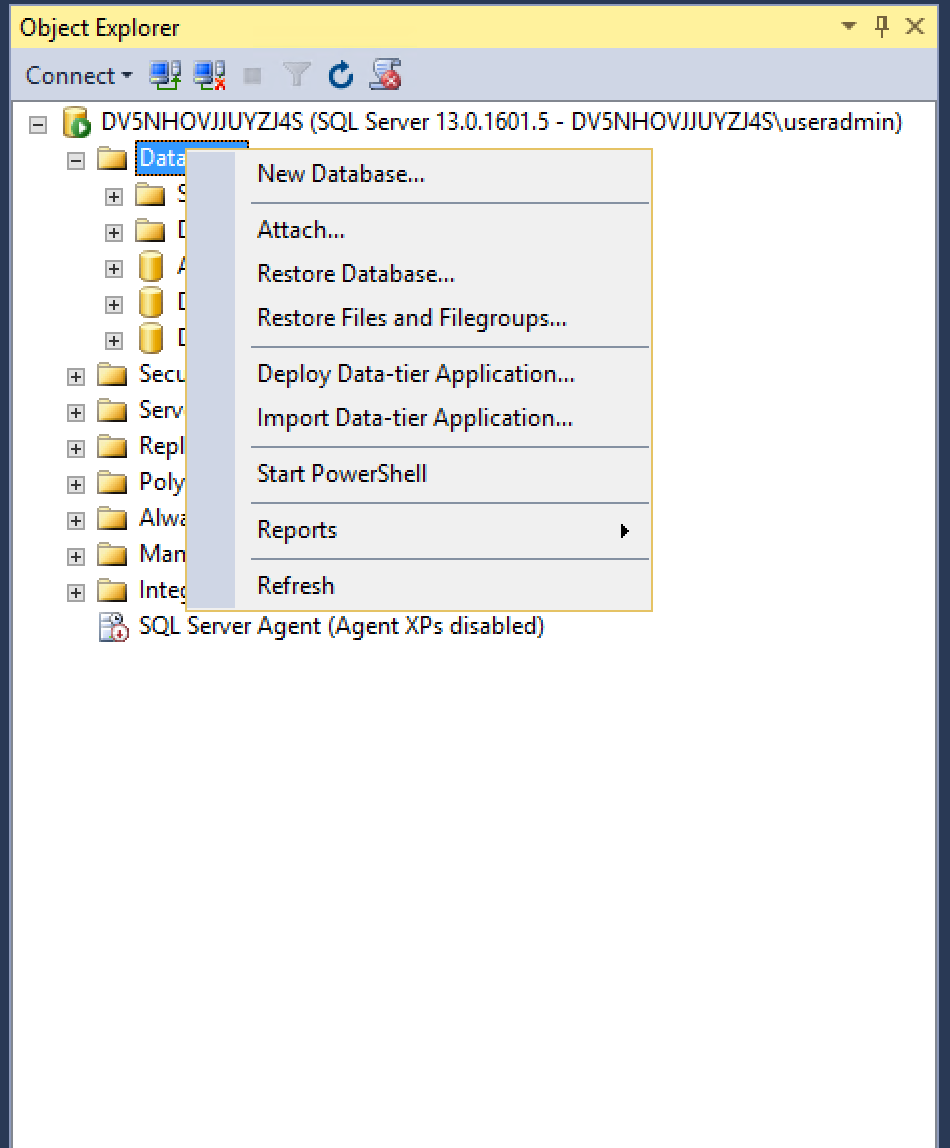 Object Explorer
Connect
DV5NHOVJJUYZJ4S (SQL Server 13.0.1601.5 - DV5NHOVJJUYZJ4S\useradmin)
Data
New Database...
Attach...
Restore Database...
Restore Files and Filegroups...
Deploy Data-tier Application...
Import Data-tier Application...
Start PowerShell
Reports
Refresh
Secu
Serv
Repl
Poly
Alwa
Man
Integ
SQL Server Agent (Agent XPs disabled)